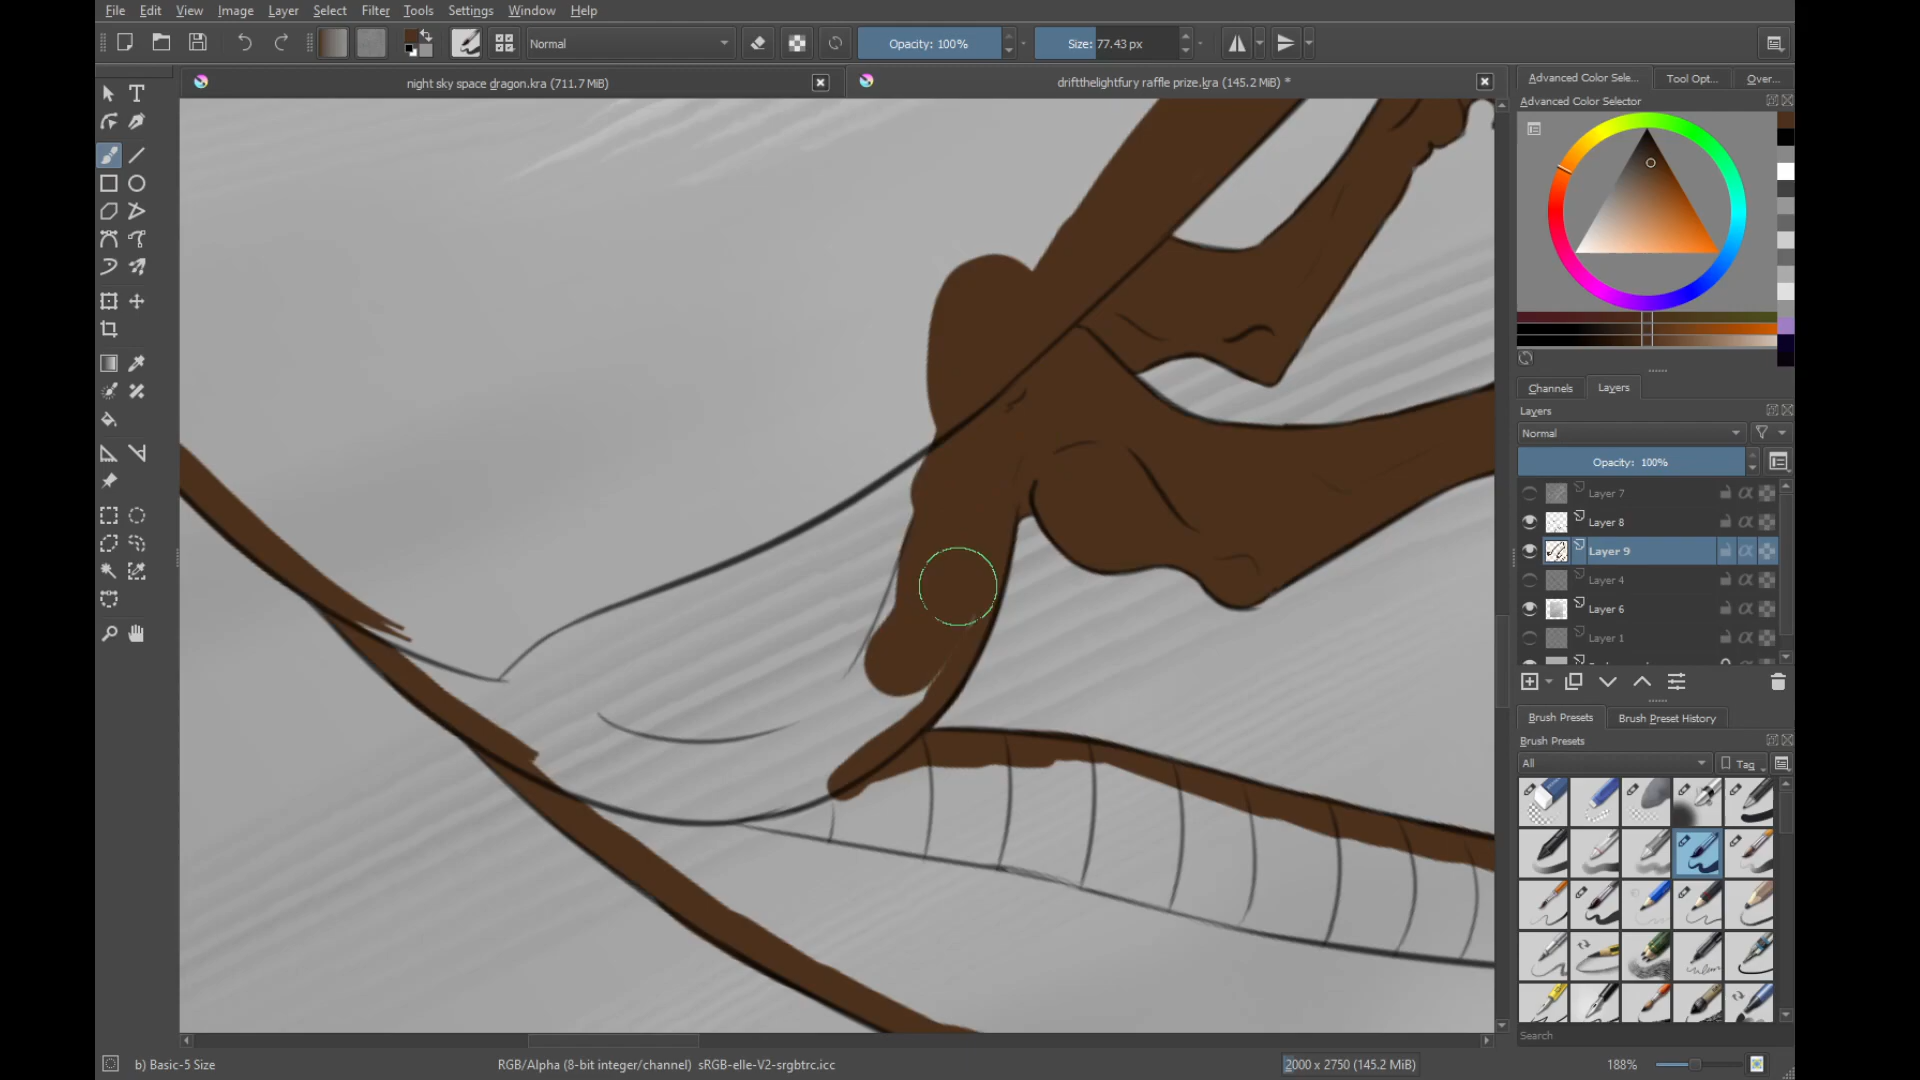 File Edit View Image Layer Select Filter Tools Settings Window Help
Normal Opacity: 100% Size: 77.43 px
night sky space dragon.kra (711.7 MiB) driftthelightfury raffle prize.kra (145.2 MiB) *
Advanced Color Sele... Tool Opt... Over...
Advanced Color Selector
Channels Layers
Layers
Normal
Opacity: 100%
Layer 7
Layer 8
Layer 9
Layer 4
Layer 6
Layer 1
Brush Presets Brush Preset History
Brush Presets
All Tag
Search
b) Basic-5 Size RGB/Alpha (8-bit integer/channel) sRGB-elle-V2-srgbtrc.icc 2000 x 2750 (145.2 MiB) 188%